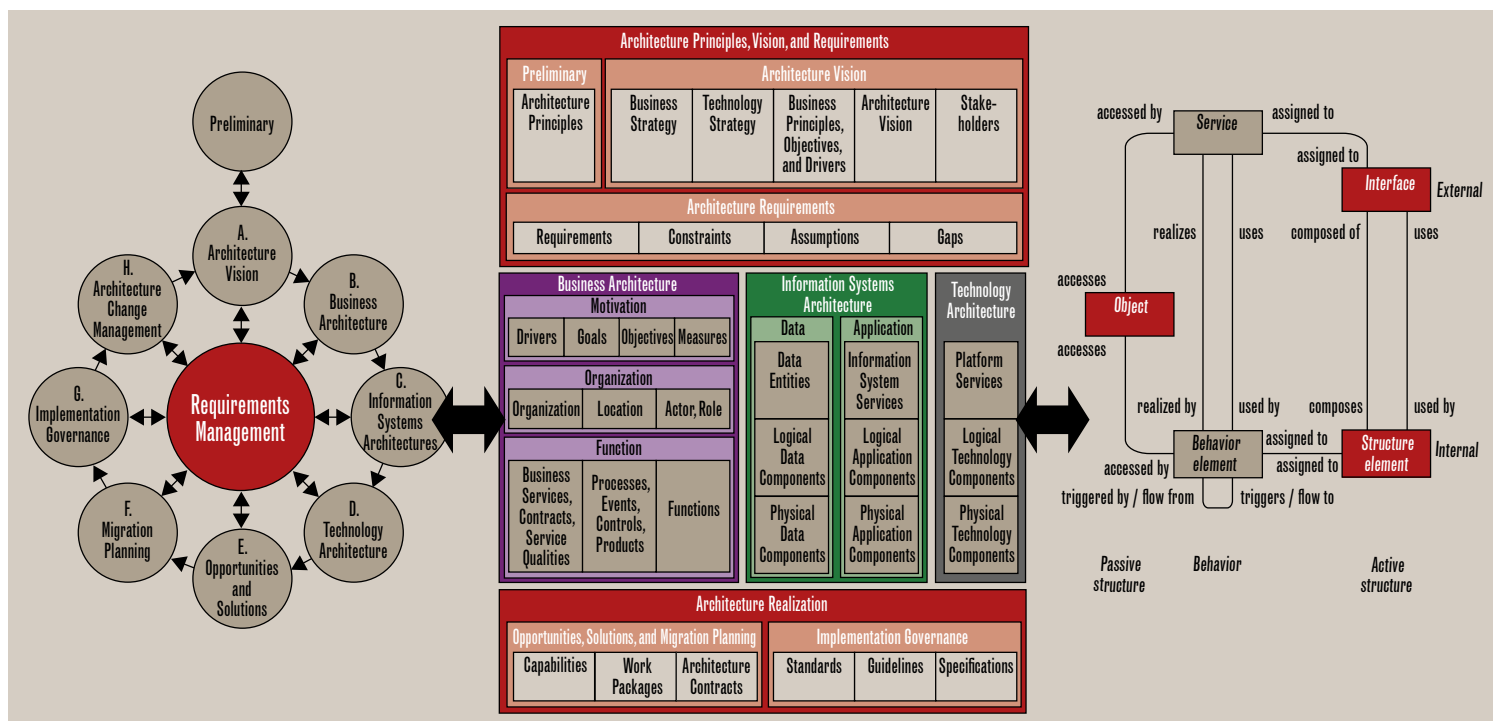 Preliminary
A.
Architecture
Vision
B.
Business
Architecture
C.
Information
Systems
Architectures
D.
Technology
Architecture
E.
Opportunities
and
Solutions
F.
Migration
Planning
G.
Implementation
Governance
H.
Architecture
Change
Management
Requirements
Management
Architecture Principles, Vision, and Requirements
Preliminary
Architecture
Principles
Architecture Vision
Business
Strategy
Technology
Strategy
Business
Principles,
Objectives,
and Drivers
Architecture
Vision
Stake-
holders
Architecture Requirements
Requirements
Constraints
Assumptions
Gaps
Business Architecture
Motivation
Drivers
Goals
Objectives
Measures
Organization
Organization
Location
Actor, Role
Function
Business
Services,
Contracts,
Service
Qualities
Processes,
Events,
Controls,
Products
Functions
Information Systems
Architecture
Data
Data
Entities
Logical
Data
Components
Physical
Data
Components
Application
Information
System
Services
Logical
Application
Components
Physical
Application
Components
Technology
Architecture
Platform
Services
Logical
Technology
Components
Physical
Technology
Components
Architecture Realization
Opportunities, Solutions, and Migration Planning
Capabilities
Work
Packages
Architecture
Contracts
Implementation Governance
Standards
Guidelines
Specifications
accessed by
Service
assigned to
assigned to
Interface
External
realizes
uses
composed of
uses
accesses
Object
accesses
realized by
used by
composes
used by
accessed by
Behavior
element
assigned to
assigned to
Structure
element
Internal
triggered by / flow from
triggers / flow to
Passive
structure
Behavior
Active
structure